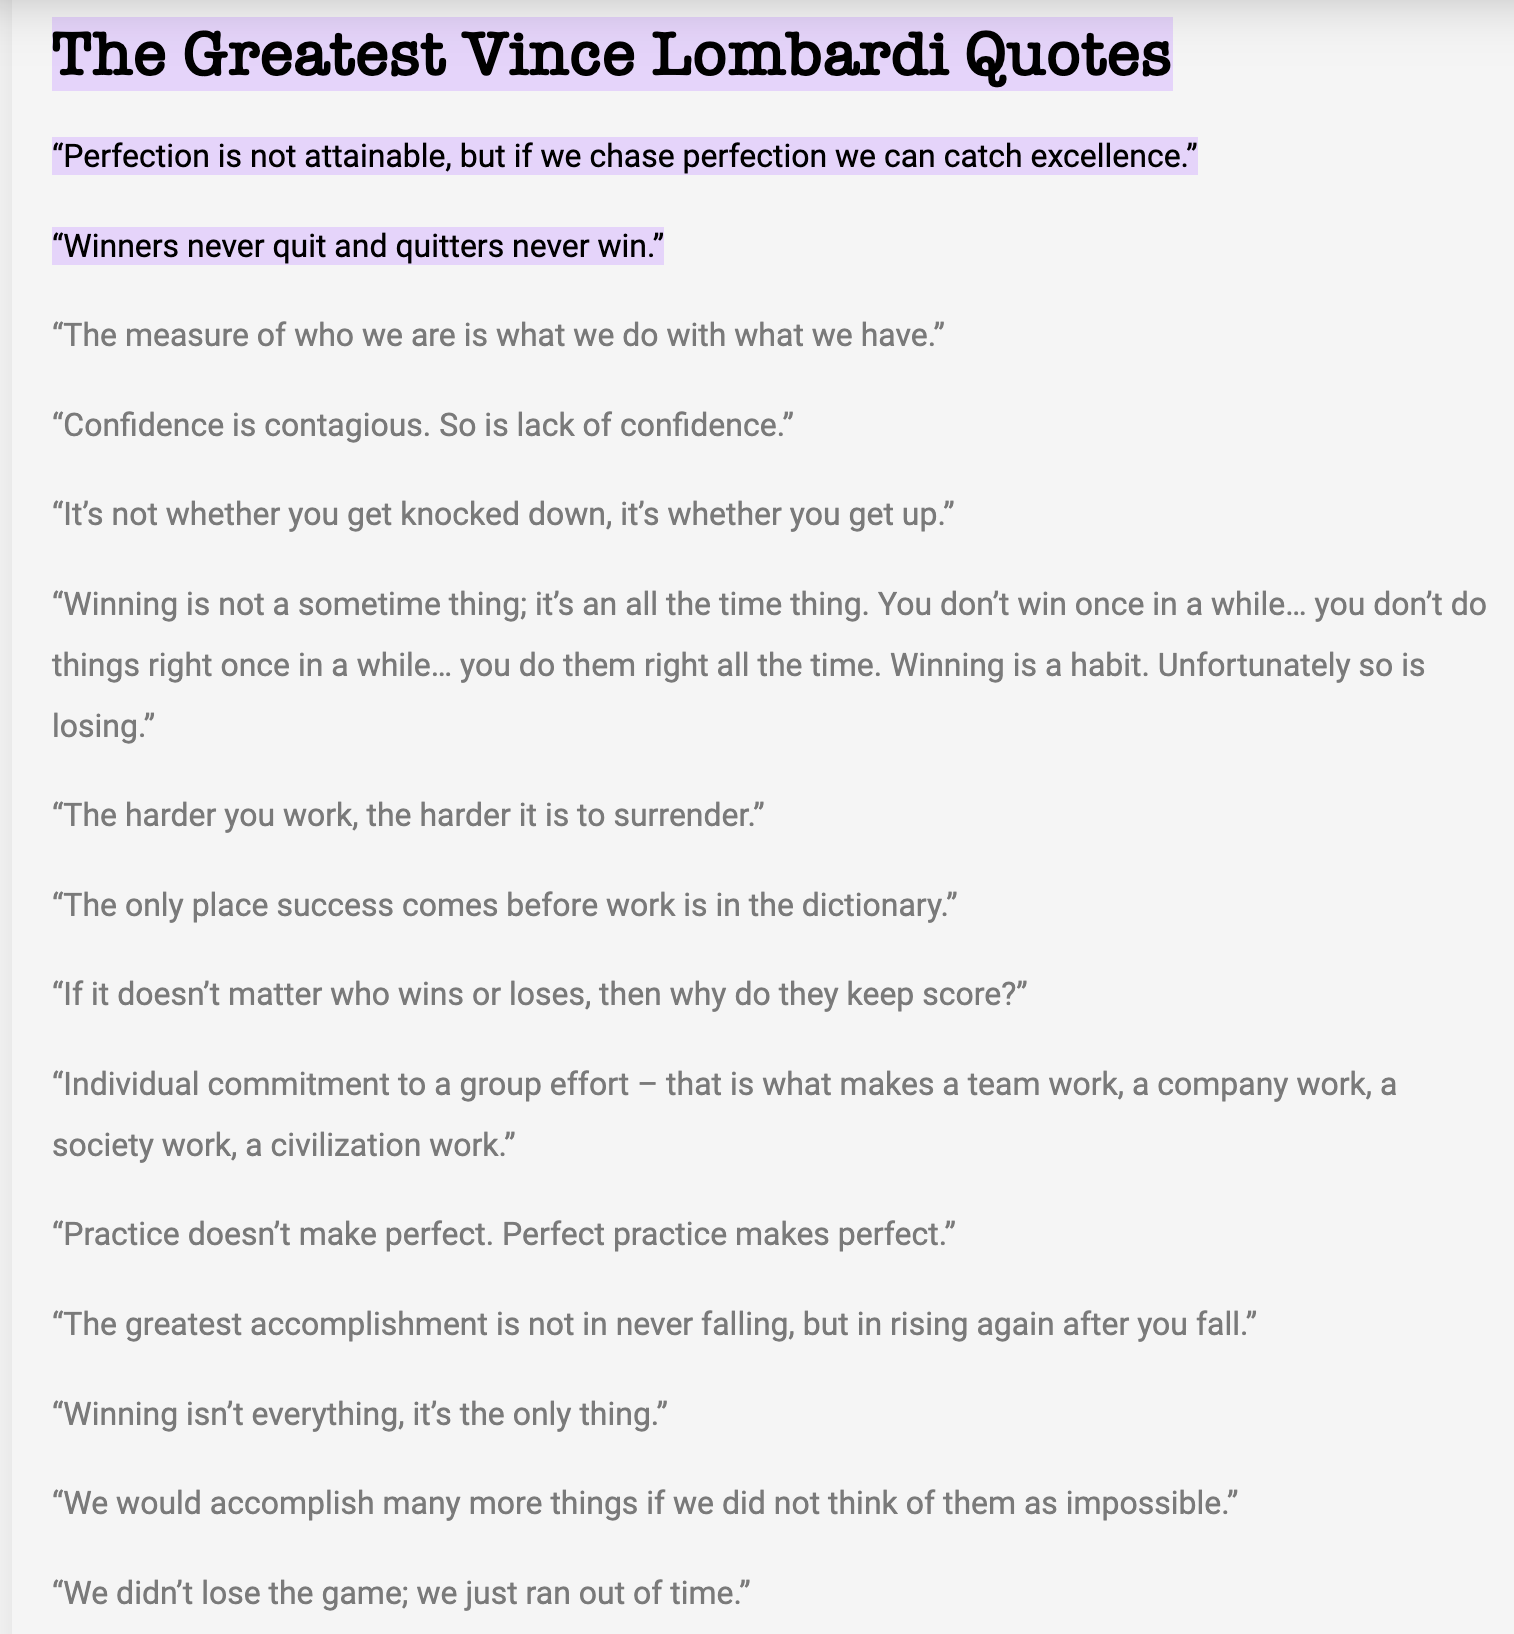 The Greatest Vince Lombardi Quotes
“Perfection is not attainable, but if we chase perfection we can catch excellence.”
“Winners never quit and quitters never win.”
“The measure of who we are is what we do with what we have.”
“Confidence is contagious. So is lack of confidence.”
“It’s not whether you get knocked down, it’s whether you get up.”
“Winning is not a sometime thing; it’s an all the time thing. You don’t win once in a while… you don’t do
things right once in a while… you do them right all the time. Winning is a habit. Unfortunately so is
losing.”
“The harder you work, the harder it is to surrender.”
“The only place success comes before work is in the dictionary.”
“If it doesn’t matter who wins or loses, then why do they keep score?”
“Individual commitment to a group effort – that is what makes a team work, a company work, a
society work, a civilization work.”
“Practice doesn’t make perfect. Perfect practice makes perfect.”
“The greatest accomplishment is not in never falling, but in rising again after you fall.”
“Winning isn’t everything, it’s the only thing.”
“We would accomplish many more things if we did not think of them as impossible.”
“We didn’t lose the game; we just ran out of time.”